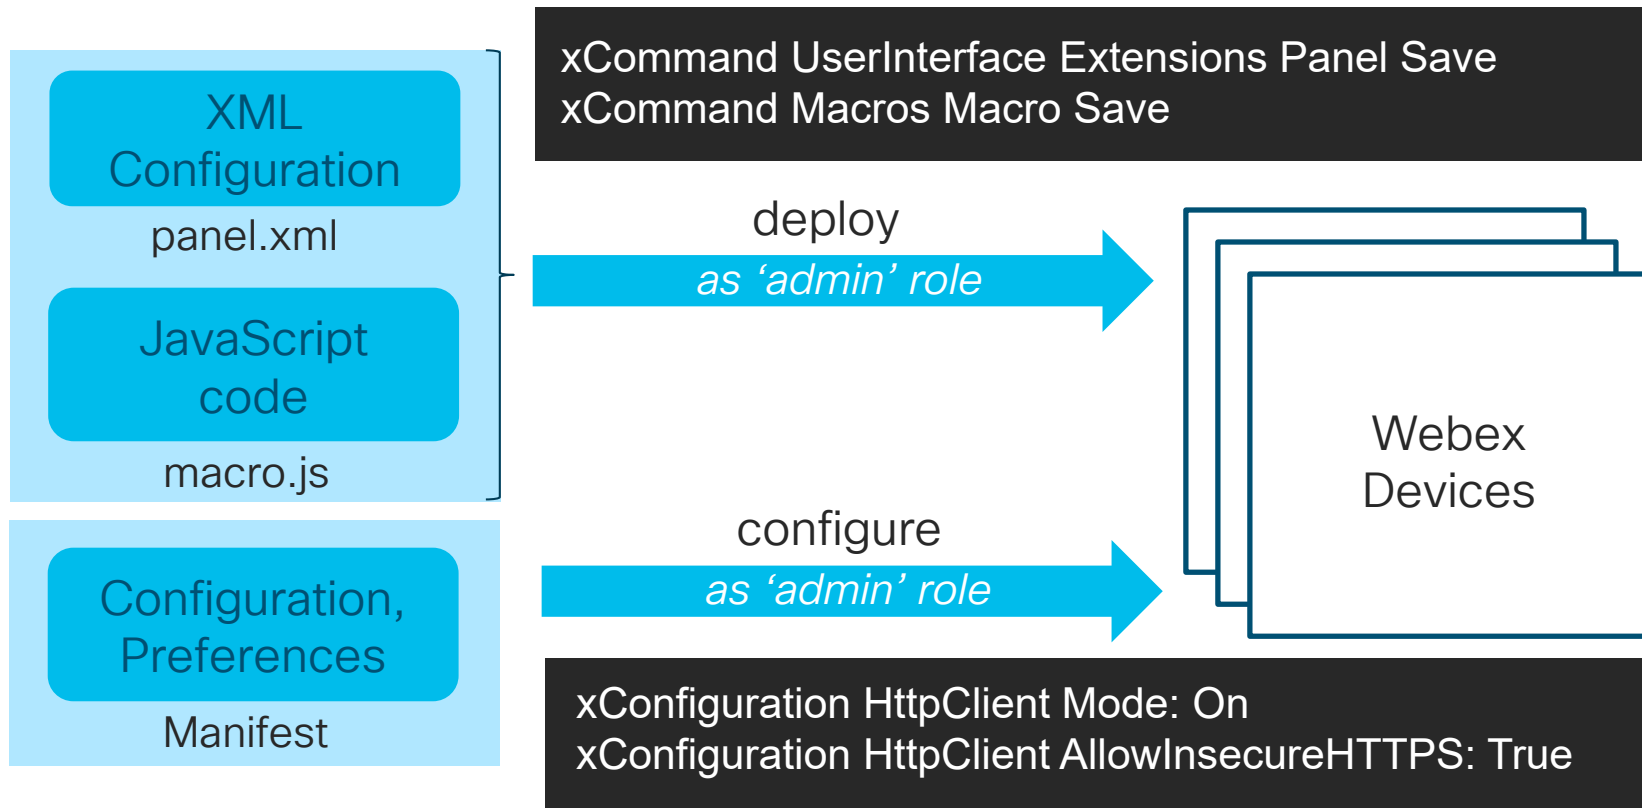 xCommand UserInterface Extensions Panel Save
xCommand Macros Macro Save
XML
Configuration
panel.xml
JavaScript
code
macro.js
deploy
as ‘admin’ role
Webex
Devices
configure
as ‘admin’ role
Configuration,
Preferences
Manifest
xConfiguration HttpClient Mode: On
xConfiguration HttpClient AllowInsecureHTTPS: True